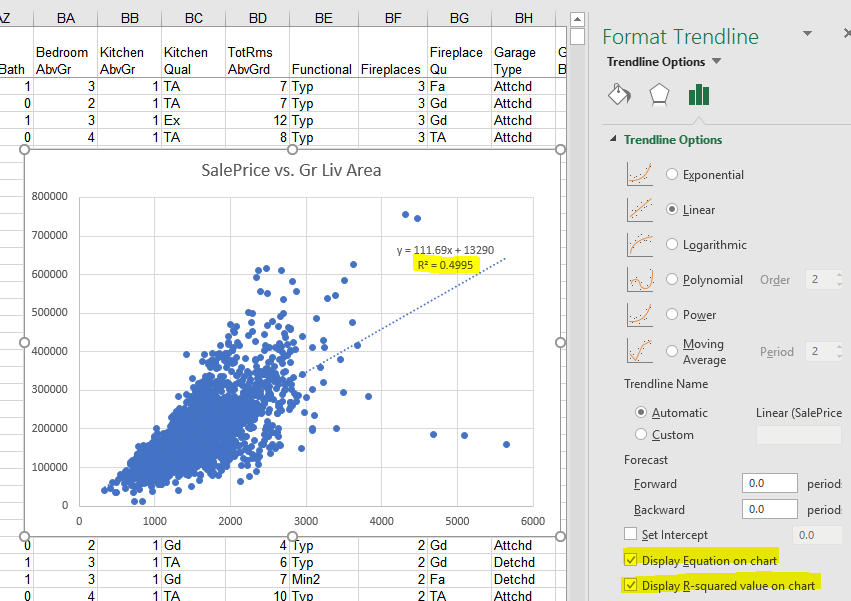 AZ BA BB BC BD BE BF BG BH
Bedroom Kitchen Kitchen TotRms Fireplace Garage G
Bath AbvGr AbvGr Qual AbvGrd Functional Fireplaces Qu Type B
1 3 1 TA 7 Typ 3 Fa Attchd
0 2 1 TA 7 Typ 3 Gd Attchd
1 3 1 Ex 12 Typ 3 Gd Attchd
0 4 1 TA 8 Typ 3 TA Attchd
SalePrice vs. Gr Liv Area
800000
700000
600000
500000
400000
300000
200000
100000
0
y = 111.69x + 13290
R² = 0.4995
0 1000 2000 3000 4000 5000 6000
0 2 1 Gd 4 Typ 2 Gd Attchd
1 3 1 TA 6 Typ 2 Gd Detchd
1 3 1 Gd 7 Min2 2 Fa Detchd
0 4 1 TA 10 Typ 2 TA Attchd
Format Trendline
Trendline Options
Trendline Options
Exponential
Linear
Logarithmic
Polynomial Order 2
Power
Moving
Average Period 2
Trendline Name
Automatic Linear (SalePrice
Custom
Forecast
Forward 0.0 period
Backward 0.0 period
Set Intercept 0.0
Display Equation on chart
Display R-squared value on chart